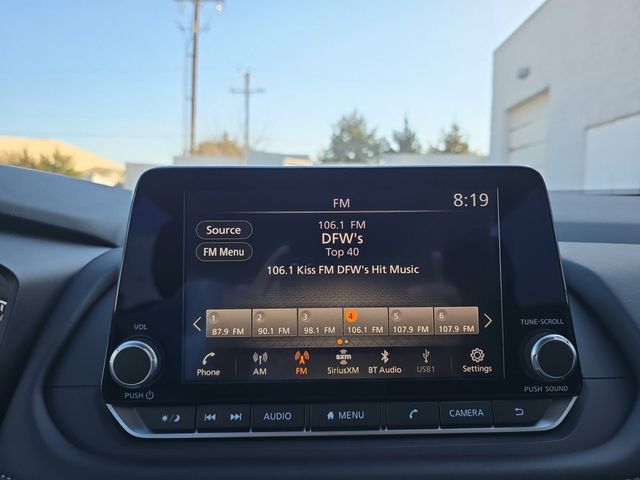 FM
8:19
Source
106.1 FM
DFW's
FM Menu
Top 40
106.1 Kiss FM DFW's Hit Music
1 2 3 4 5 6
87.9 FM 90.1 FM 98.1 FM 106.1 FM 107.9 FM 107.9 FM
Phone AM FM SXM SiriusXM BT Audio USB1 Settings
VOL
TUNE·SCROLL
PUSH
PUSH SOUND
AUDIO MENU CAMERA